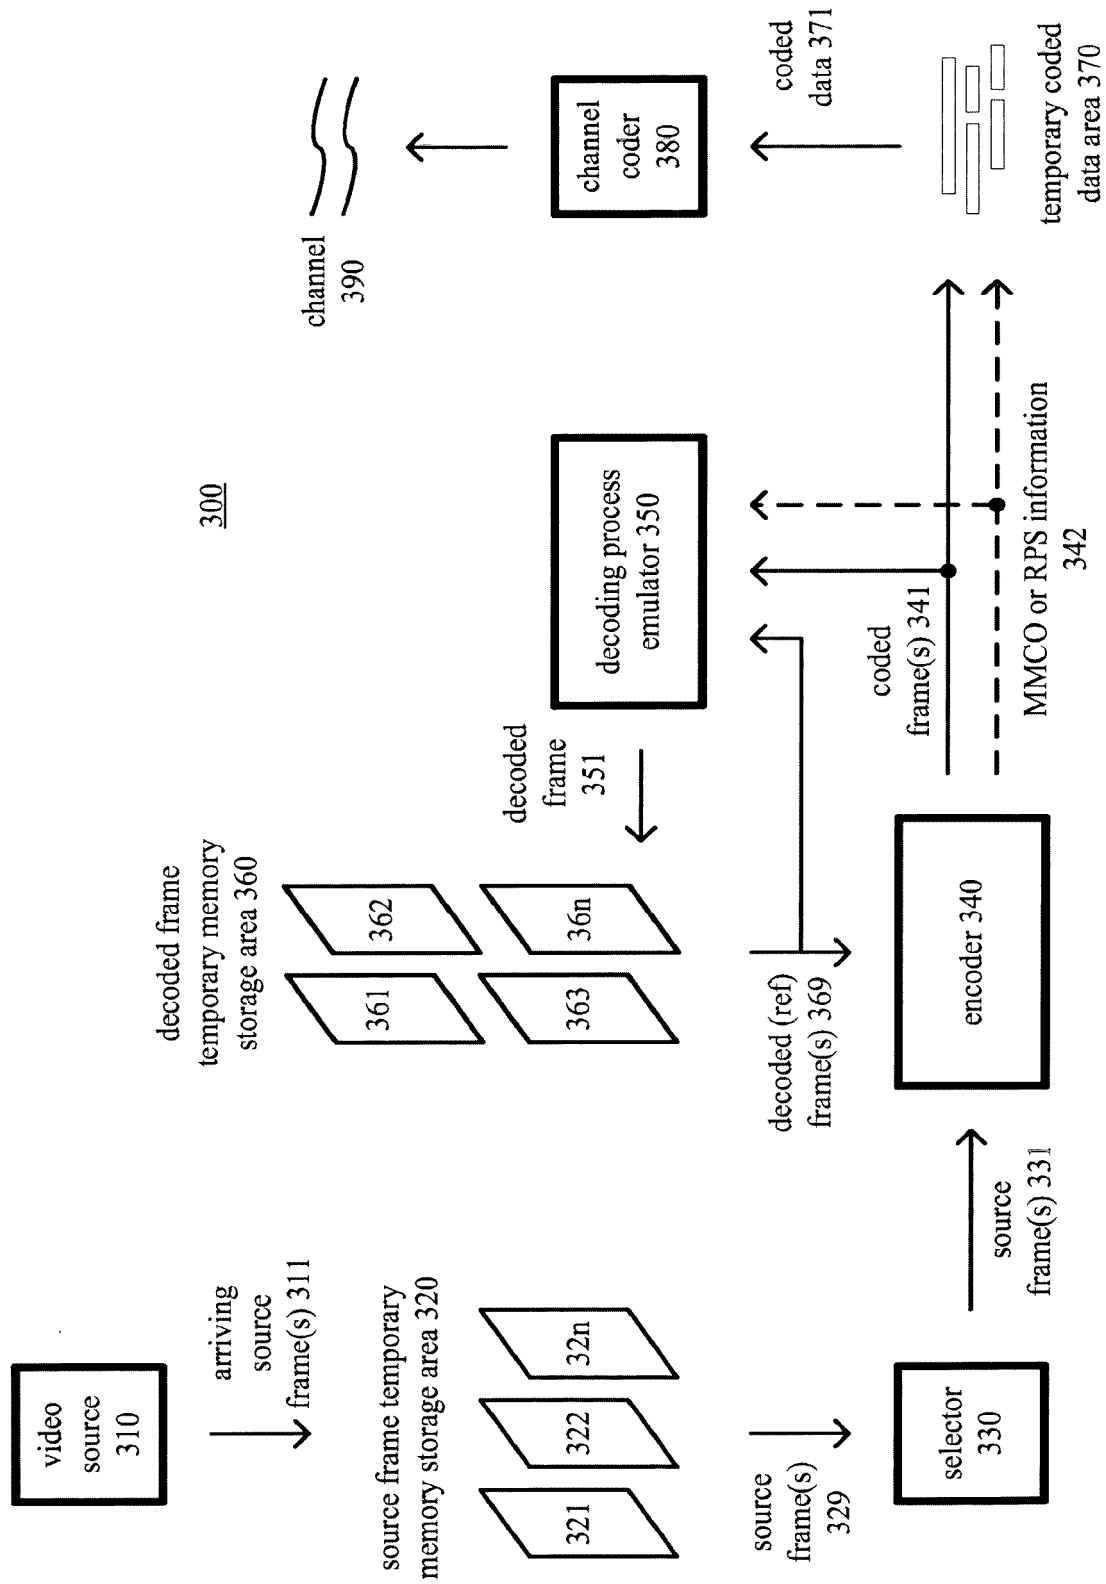 300
video
source
310
arriving
source
frame(s) 311
source frame temporary
memory storage area 320
321
322
32n
source
frame(s)
329
selector
330
source
frame(s) 331
decoded frame
temporary memory
storage area 360
361
362
363
36n
decoded (ref)
frame(s) 369
encoder 340
decoded
frame
351
decoding process
emulator 350
coded
frame(s) 341
MMCO or RPS information
342
channel
390
channel
coder
380
coded
data 371
temporary coded
data area 370